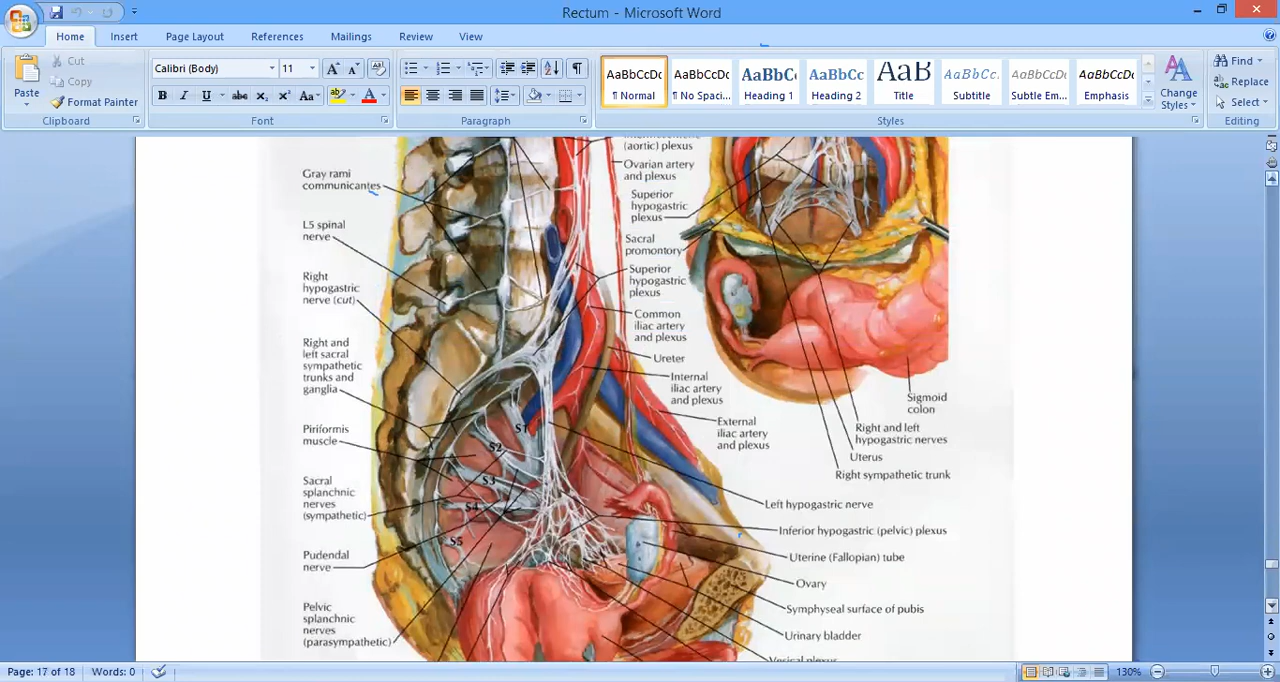 Rectum - Microsoft Word
Home Insert Page Layout References Mailings Review View
Paste
Cut
Copy
Format Painter
Clipboard
Calibri (Body) 11
Font
Paragraph
AaBbCcDc AaBbCcDc AaBbC AaBbCc AaB AaBbCc. AaBbCcDc AaBbCcDc
¶ Normal ¶ No Spaci... Heading 1 Heading 2 Title Subtitle Subtle Em... Emphasis
Styles
Change
Styles
Find
Replace
Select
Editing
(aortic) plexus
Ovarian artery
and plexus
Superior
hypogastric
plexus
Sacral
promontory
Superior
hypogastric
plexus
Common
iliac artery
and plexus
Ureter
Internal
iliac artery
and plexus
External
iliac artery
and plexus
Gray rami
communicantes
L5 spinal
nerve
Right
hypogastric
nerve (cut)
Right and
left sacral
sympathetic
trunks and
ganglia
Piriformis
muscle
Sacral
splanchnic
nerves
(sympathetic)
Pudendal
nerve
Pelvic
splanchnic
nerves
(parasympathetic)
S1
S2
S3
S4
S5
Sigmoid
colon
Right and left
hypogastric nerves
Uterus
Right sympathetic trunk
Left hypogastric nerve
Inferior hypogastric (pelvic) plexus
Uterine (Fallopian) tube
Ovary
Symphyseal surface of pubis
Urinary bladder
Vesical plexus
Page: 17 of 18 Words: 0 130%